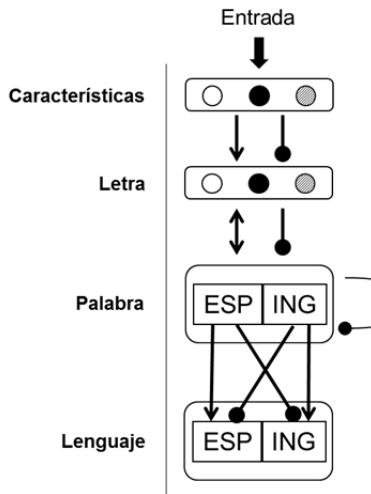 Entrada
Características
Letra
Palabra
ESP ING
Lenguaje
ESP ING